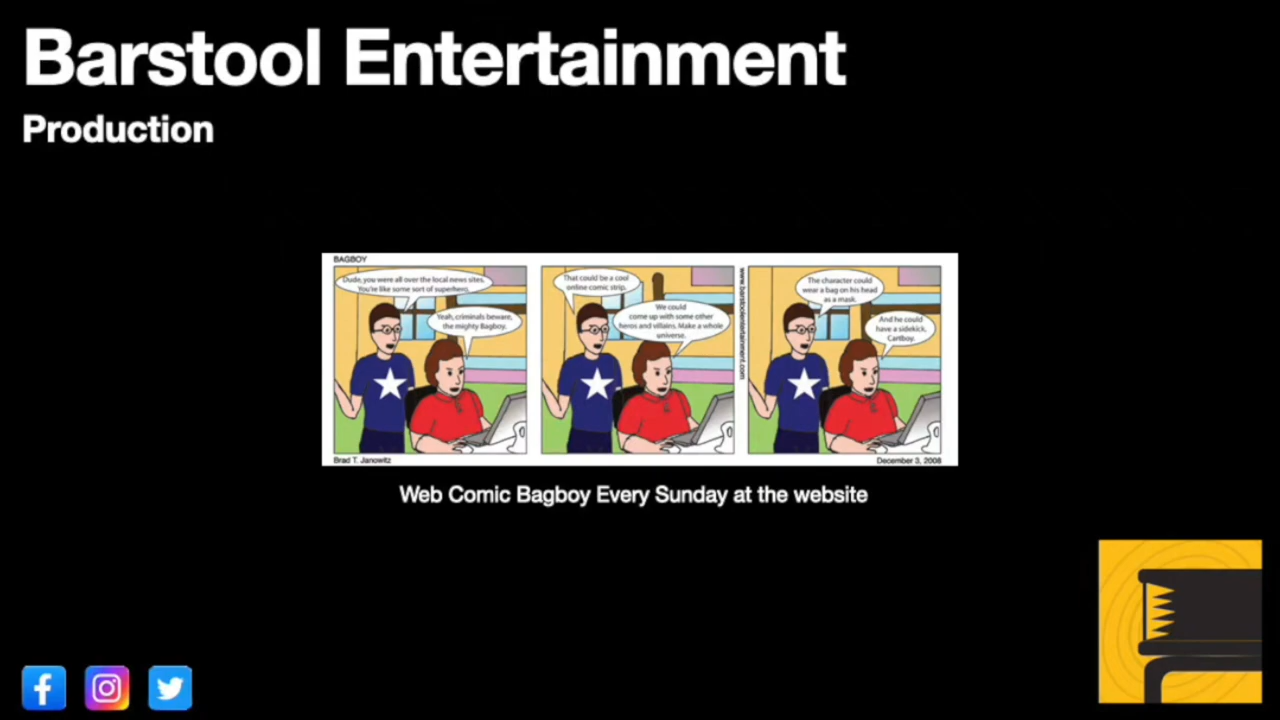 Barstool Entertainment
Production
BAGBOY
Dude, you were all over the local news sites.
You're like some sort of superhero.
Yeah, criminals beware,
the mighty Bagboy.
That could be a cool
online comic strip.
We could
come up with some other
heros and villains. Make a whole
universe.
www.barstoolentertainment.com
The character could
wear a bag on his head
as a mask.
And he could
have a sidekick,
Cartboy.
Brad T. Janowitz
December 3, 2008
Web Comic Bagboy Every Sunday at the website